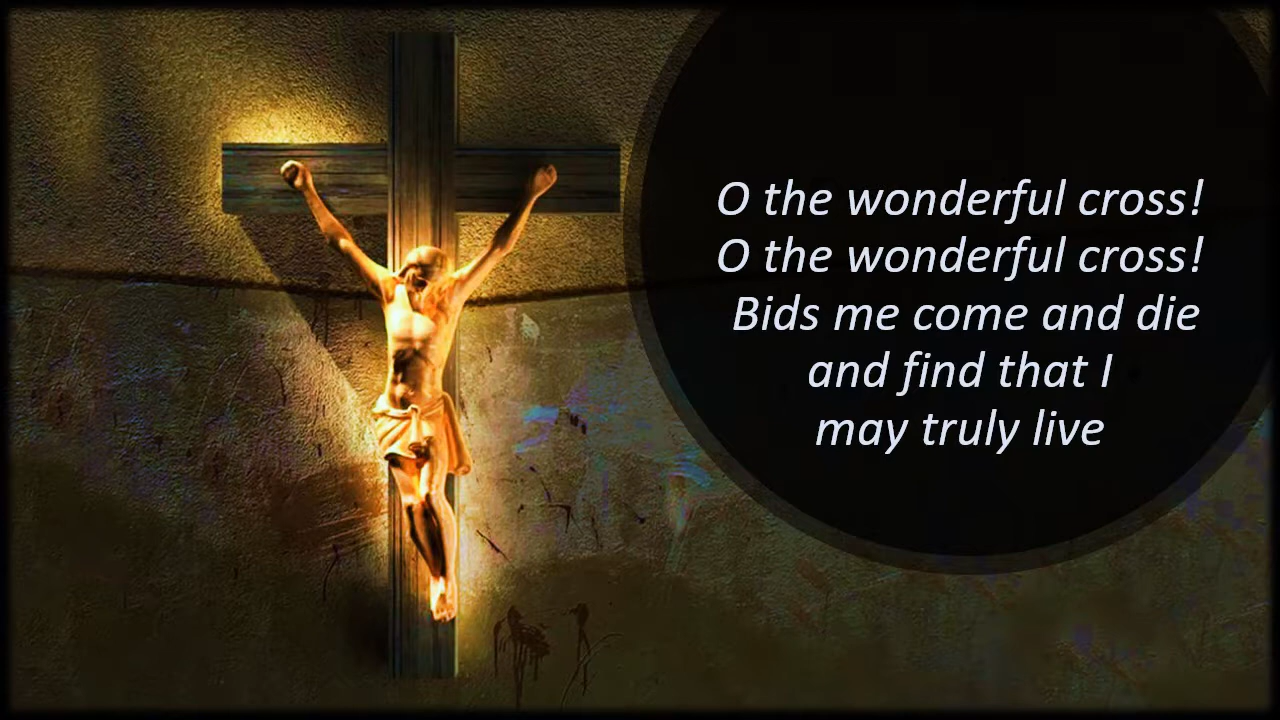 O the wonderful cross!
O the wonderful cross!
Bids me come and die
and find that I
may truly live